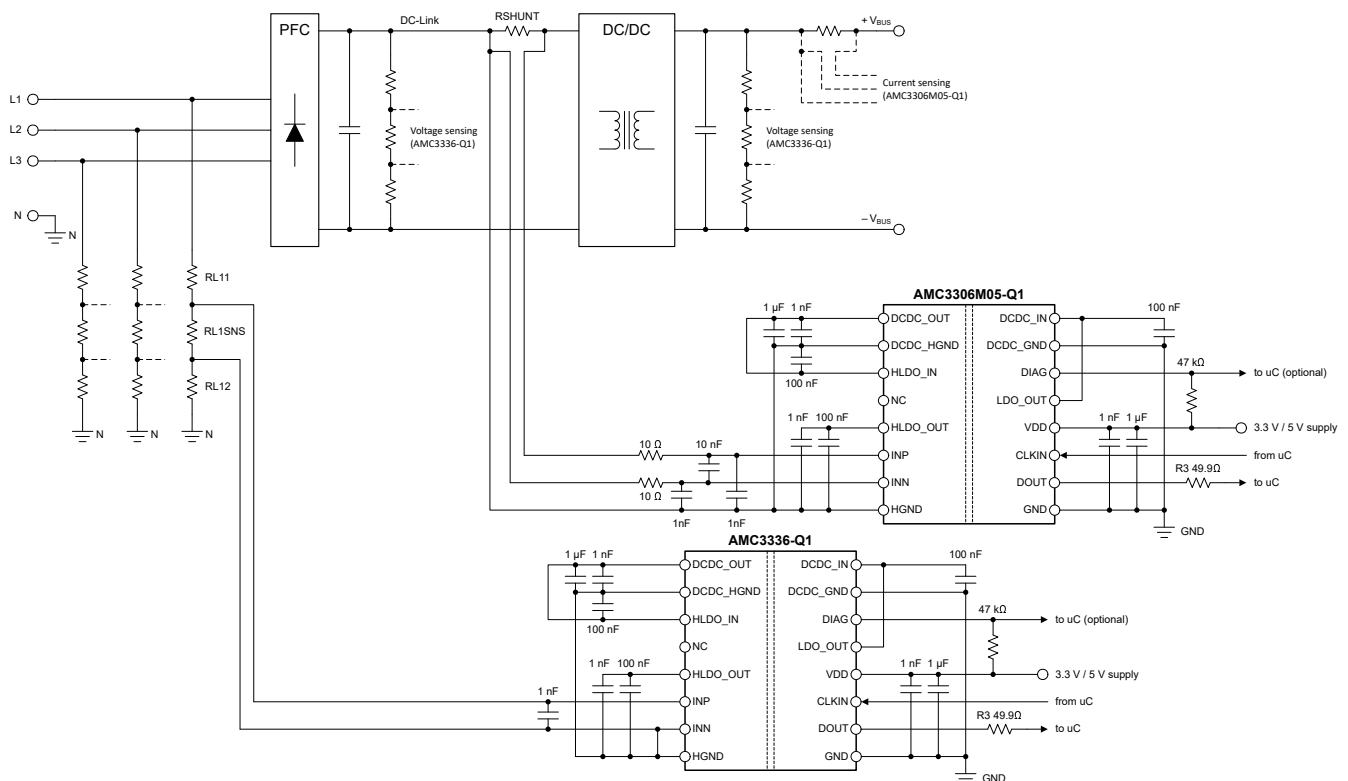 PFC
DC-Link
RSHUNT
DC/DC
+ VBUS
Current sensing
(AMC3306M05-Q1)
L1
L2
L3
N
N
Voltage sensing
(AMC3336-Q1)
Voltage sensing
(AMC3336-Q1)
– VBUS
RL11
RL1SNS
RL12
N
N
N
AMC3306M05-Q1
1 µF
1 nF
100 nF
DCDC_OUT
DCDC_IN
DCDC_HGND
DCDC_GND
47 kΩ
HLDO_IN
DIAG
to uC (optional)
100 nF
NC
LDO_OUT
1 nF
100 nF
HLDO_OUT
VDD
1 nF
1 µF
3.3 V / 5 V supply
10 Ω
10 nF
INP
CLKIN
from uC
R3 49.9Ω
INN
DOUT
to uC
10 Ω
HGND
GND
1nF
1nF
GND
AMC3336-Q1
1 µF
1 nF
100 nF
DCDC_OUT
DCDC_IN
DCDC_HGND
DCDC_GND
47 kΩ
HLDO_IN
DIAG
to uC (optional)
100 nF
NC
LDO_OUT
1 nF
100 nF
HLDO_OUT
VDD
1 nF
1 µF
3.3 V / 5 V supply
1 nF
INP
CLKIN
from uC
R3 49.9Ω
INN
DOUT
to uC
HGND
GND
GND